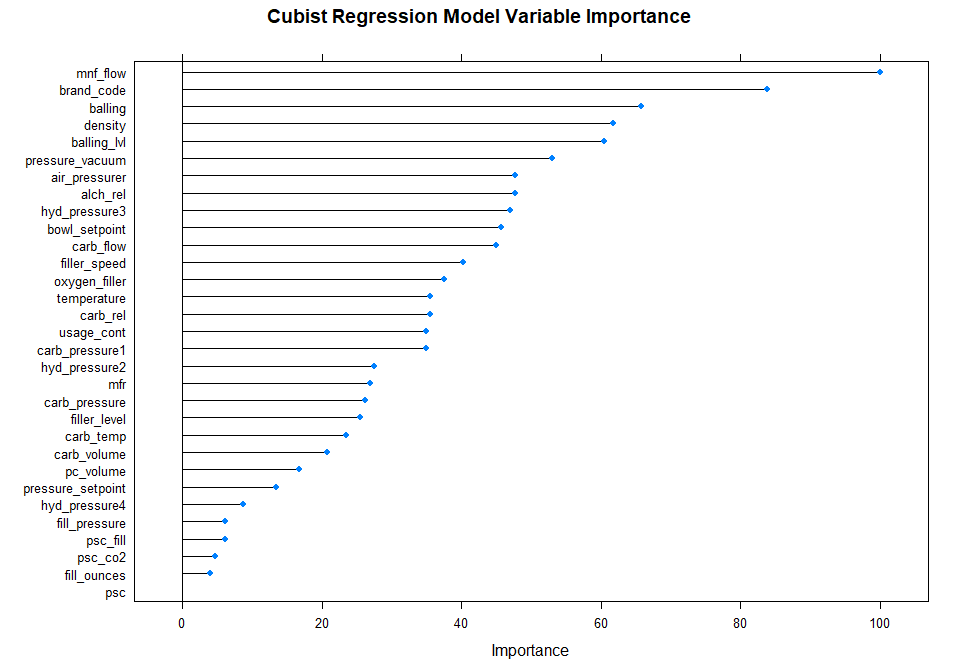 Cubist Regression Model Variable Importance
mnf_flow
brand_code
balling
density
balling_lvl
pressure_vacuum
air_pressurer
alch_rel
hyd_pressure3
bowl_setpoint
carb_flow
filler_speed
oxygen_filler
temperature
carb_rel
usage_cont
carb_pressure1
hyd_pressure2
mfr
carb_pressure
filler_level
carb_temp
carb_volume
pc_volume
pressure_setpoint
hyd_pressure4
fill_pressure
psc_fill
psc_co2
fill_ounces
psc
0 20 40 60 80 100
Importance